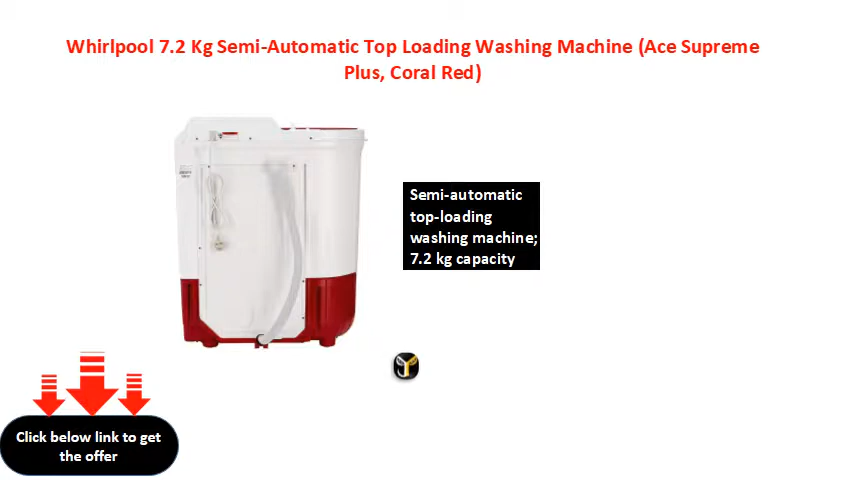 Whirlpool 7.2 Kg Semi-Automatic Top Loading Washing Machine (Ace Supreme
Plus, Coral Red)
Semi-automatic
top-loading
washing machine;
7.2 kg capacity
Click below link to get
the offer